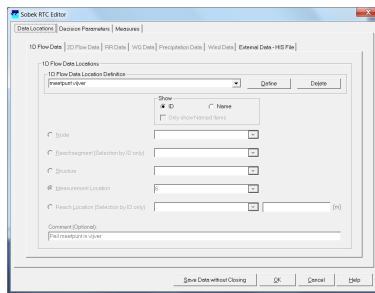 Sobek RTC Editor
Data Locations | Decision Parameters | Measures
1D Flow Data | 2D Flow Data | RR Data | WQ Data | Precipitation Data | Wind Data | External Data - HIS File
1D Flow Data Locations
1D Flow Data Location Definition
meetpunt vijver
Define
Delete
Show
ID
Name
Only show Named Items
Node
Reachsegment (Selection by ID only)
Structure
Measurement Location
6
Reach Location (Selection by ID only)
[m]
Comment (Optional):
Peil meetpunt is vijver
Save Data without Closing
OK
Cancel
Help